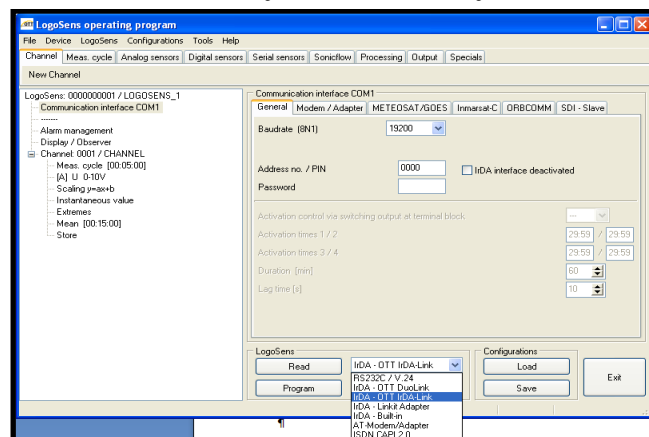 OTT LogoSens operating program
File Device LogoSens Configurations Tools Help
Channel Meas. cycle Analog sensors Digital sensors Serial sensors Sonicflow Processing Output Specials
New Channel
LogoSens: 0000000001 / LOGOSENS_1
Communication interface COM1
-------
Alarm management
Display / Observer
Channel: 0001 / CHANNEL
Meas. cycle [00:05:00]
[A] U 0-10V
Scaling y=ax+b
Instantaneous value
Extremes
Mean [00:15:00]
Store
Communication interface COM1
General Modem / Adapter METEOSAT/GOES Inmarsat-C ORBCOMM SDI - Slave
Baudrate (8N1) 19200
Address no. / PIN 0000 IrDA interface deactivated
Password
Activation control via switching output at terminal block. ---
Activation times 1 / 2 29:59 / 29:59
Activation times 3 / 4 29:59 / 29:59
Duration [min] 60
Lag time [s] 10
LogoSens Configurations
Read IrDA - OTT IrDA-Link Load
Program Save Exit
RS232C / V.24
IrDA - OTT DuoLink
IrDA - OTT IrDA-Link
IrDA - Linkit Adapter
IrDA - Built-in
AT-Modem/Adapter
ISDN CAPI 2.0
¶